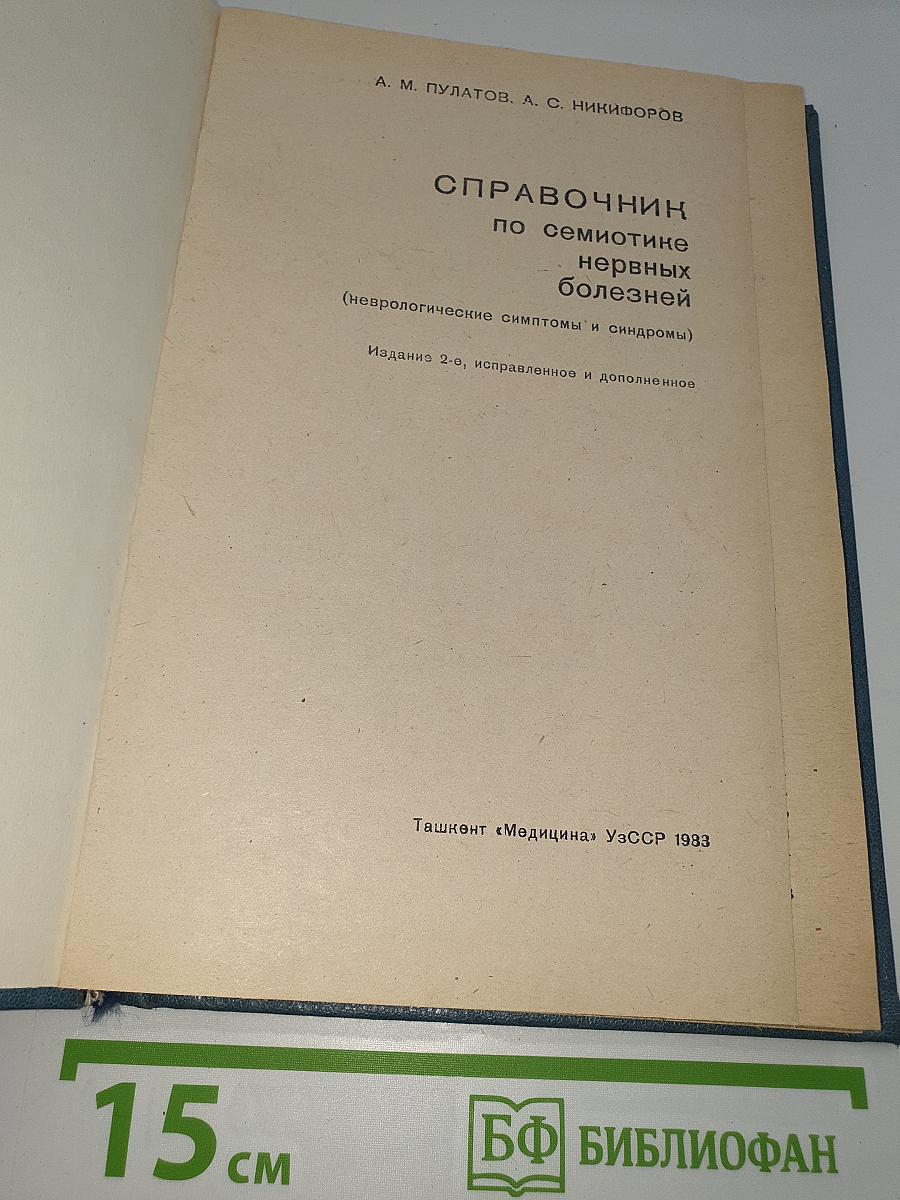 А. М. ПУЛАТОВ. А. С. НИКИФОРОВ
СПРАВОЧНИК
по семиотике
нервных
болезней
(неврологические симптомы и синдромы)
Издание 2-е, исправленное и дополненное
Ташкент «Медицина» УзССР 1983
15 см
БФ БИБЛИОФАН